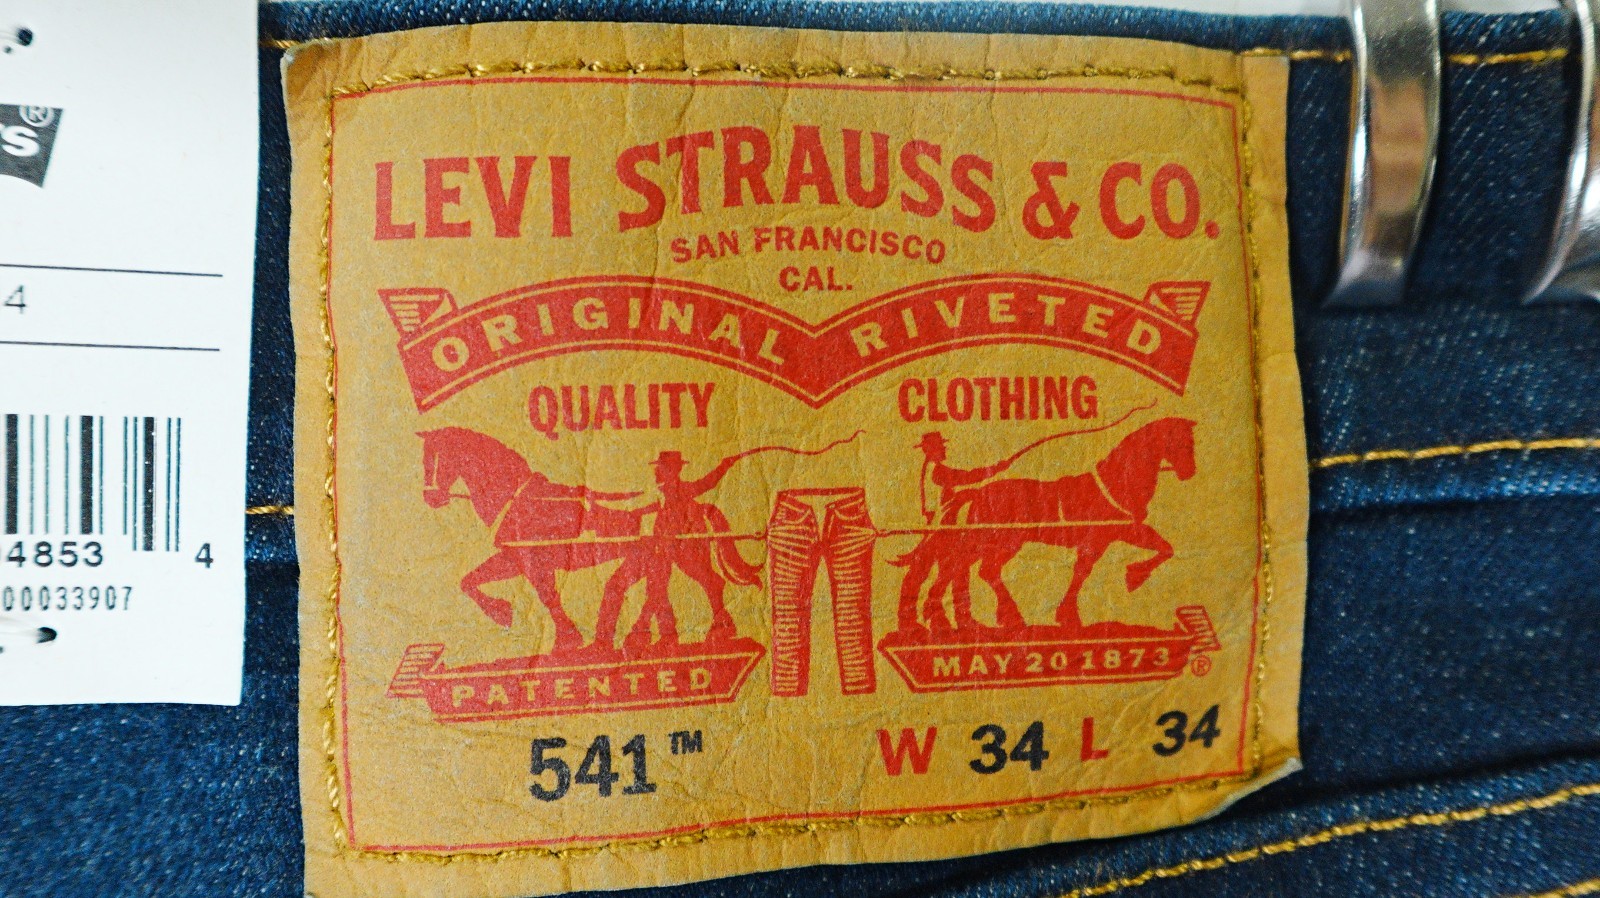 LEVI STRAUSS & CO.
SAN FRANCISCO
CAL.
ORIGINAL RIVETED
QUALITY CLOTHING
PATENTED MAY 20 1873 ®
541™ W 34 L 34
®
4
4853 4
00033907